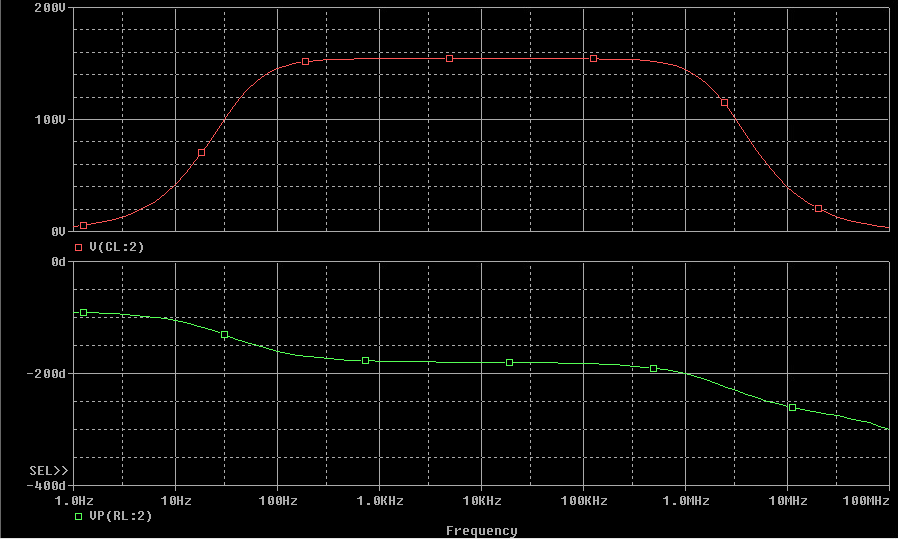 200V
100V
0V
V(CL:2)
0d
-200d
SEL>>
-400d
1.0Hz 10Hz 100Hz 1.0KHz 10KHz 100KHz 1.0MHz 10MHz 100MHz
VP(RL:2)
Frequency